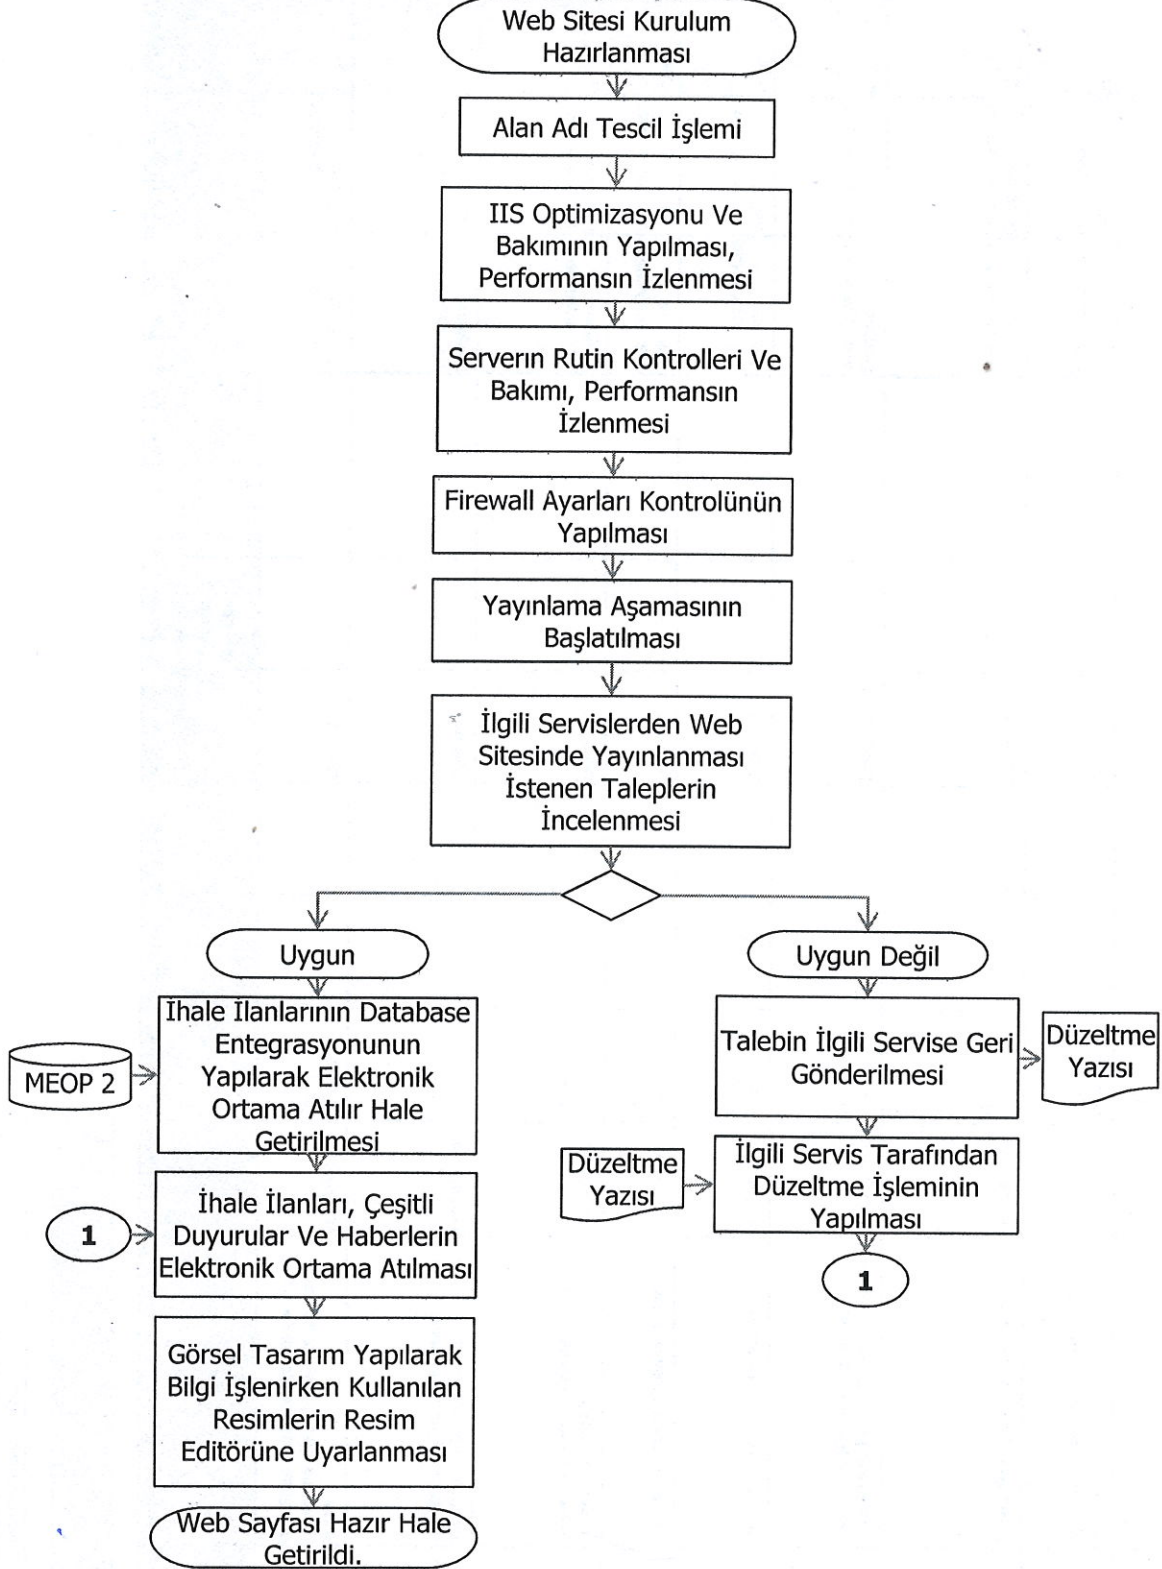 Web Sitesi Kurulum
Hazırlanması
Alan Adı Tescil İşlemi
IIS Optimizasyonu Ve
Bakımının Yapılması,
Performansın İzlenmesi
Serverın Rutin Kontrolleri Ve
Bakımı, Performansın
İzlenmesi
Firewall Ayarları Kontrolünün
Yapılması
Yayınlama Aşamasının
Başlatılması
İlgili Servislerden Web
Sitesinde Yayınlanması
İstenen Taleplerin
İncelenmesi
Uygun
İhale İlanlarının Database
Entegrasyonunun
Yapılarak Elektronik
Ortama Atılır Hale
Getirilmesi
MEOP 2
1
İhale İlanları, Çeşitli
Duyurular Ve Haberlerin
Elektronik Ortama Atılması
Görsel Tasarım Yapılarak
Bilgi İşlenirken Kullanılan
Resimlerin Resim
Editörüne Uyarlanması
Web Sayfası Hazır Hale
Getirildi.
Uygun Değil
Talebin İlgili Servise Geri
Gönderilmesi
Düzeltme
Yazısı
Düzeltme
Yazısı
İlgili Servis Tarafından
Düzeltme İşleminin
Yapılması
1